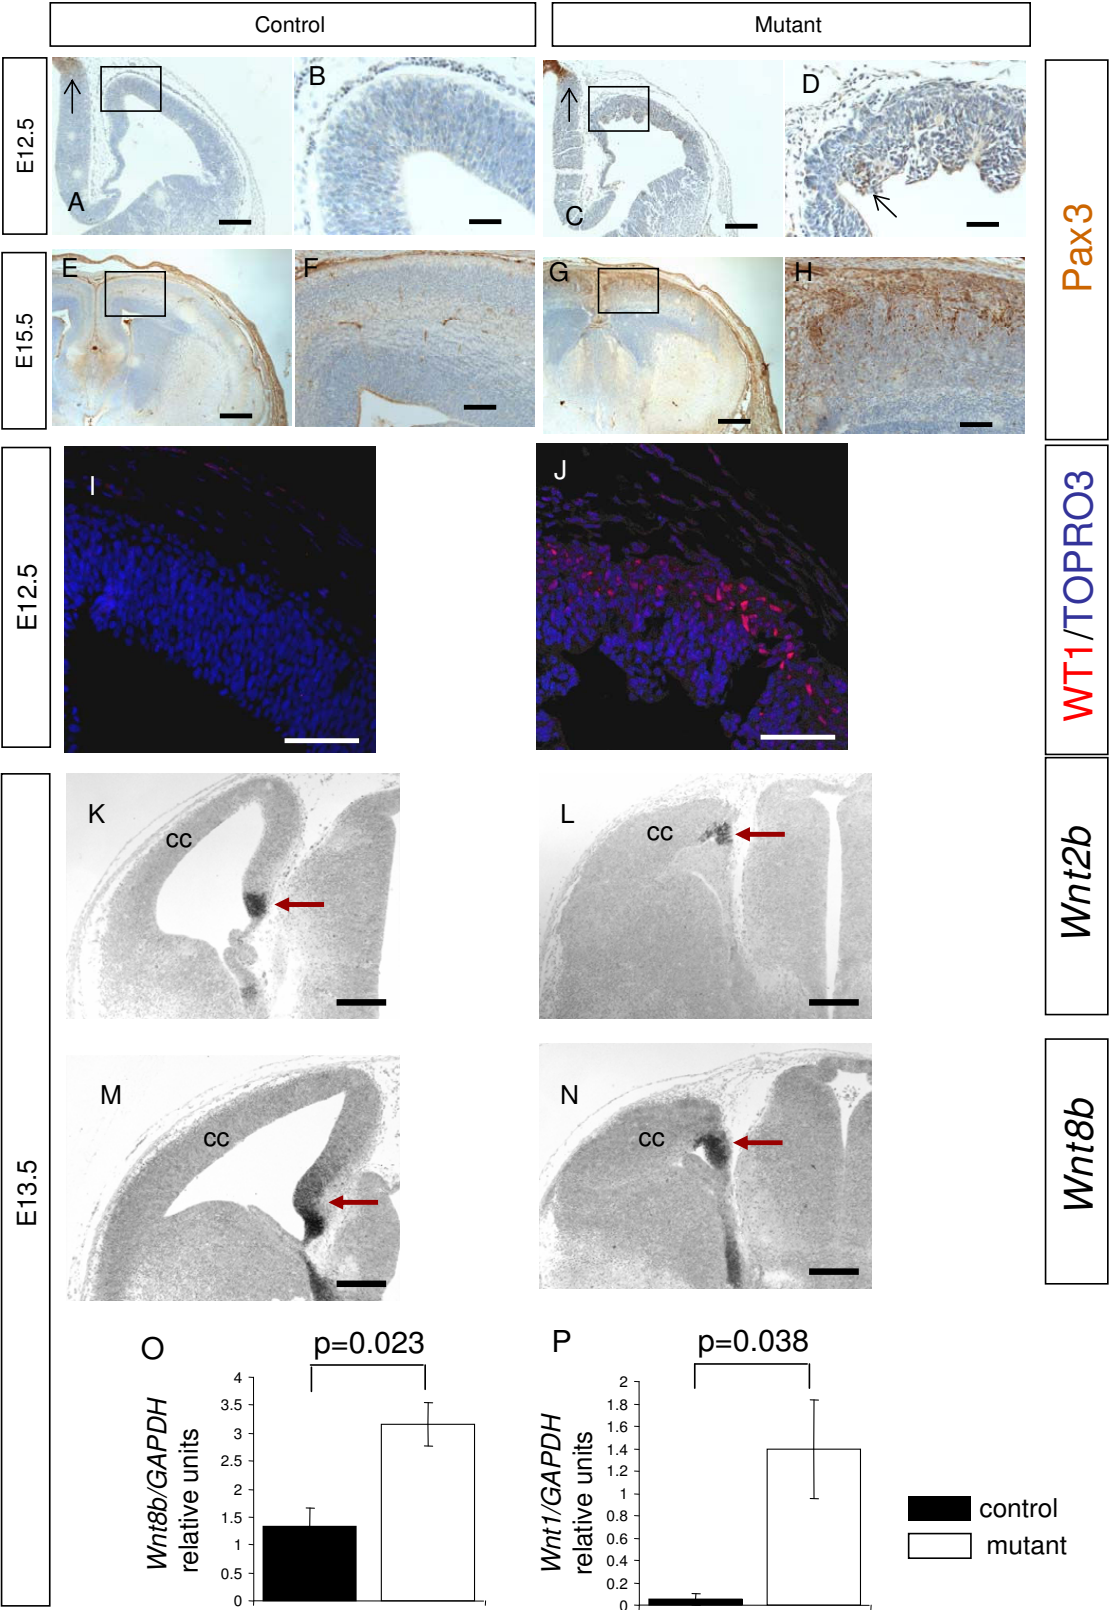 Control
Mutant
E12.5
A
B
C
D
Pax3
E15.5
E
F
G
H
E12.5
I
J
WT1/TOPRO3
E13.5
K
cc
L
cc
Wnt2b
M
cc
N
cc
Wnt8b
O
p=0.023
Wnt8b/GAPDH
relative units
4
3.5
3
2.5
2
1.5
1
0.5
0
P
p=0.038
Wnt1/GAPDH
relative units
2
1.8
1.6
1.4
1.2
1
0.8
0.6
0.4
0.2
0
control
mutant